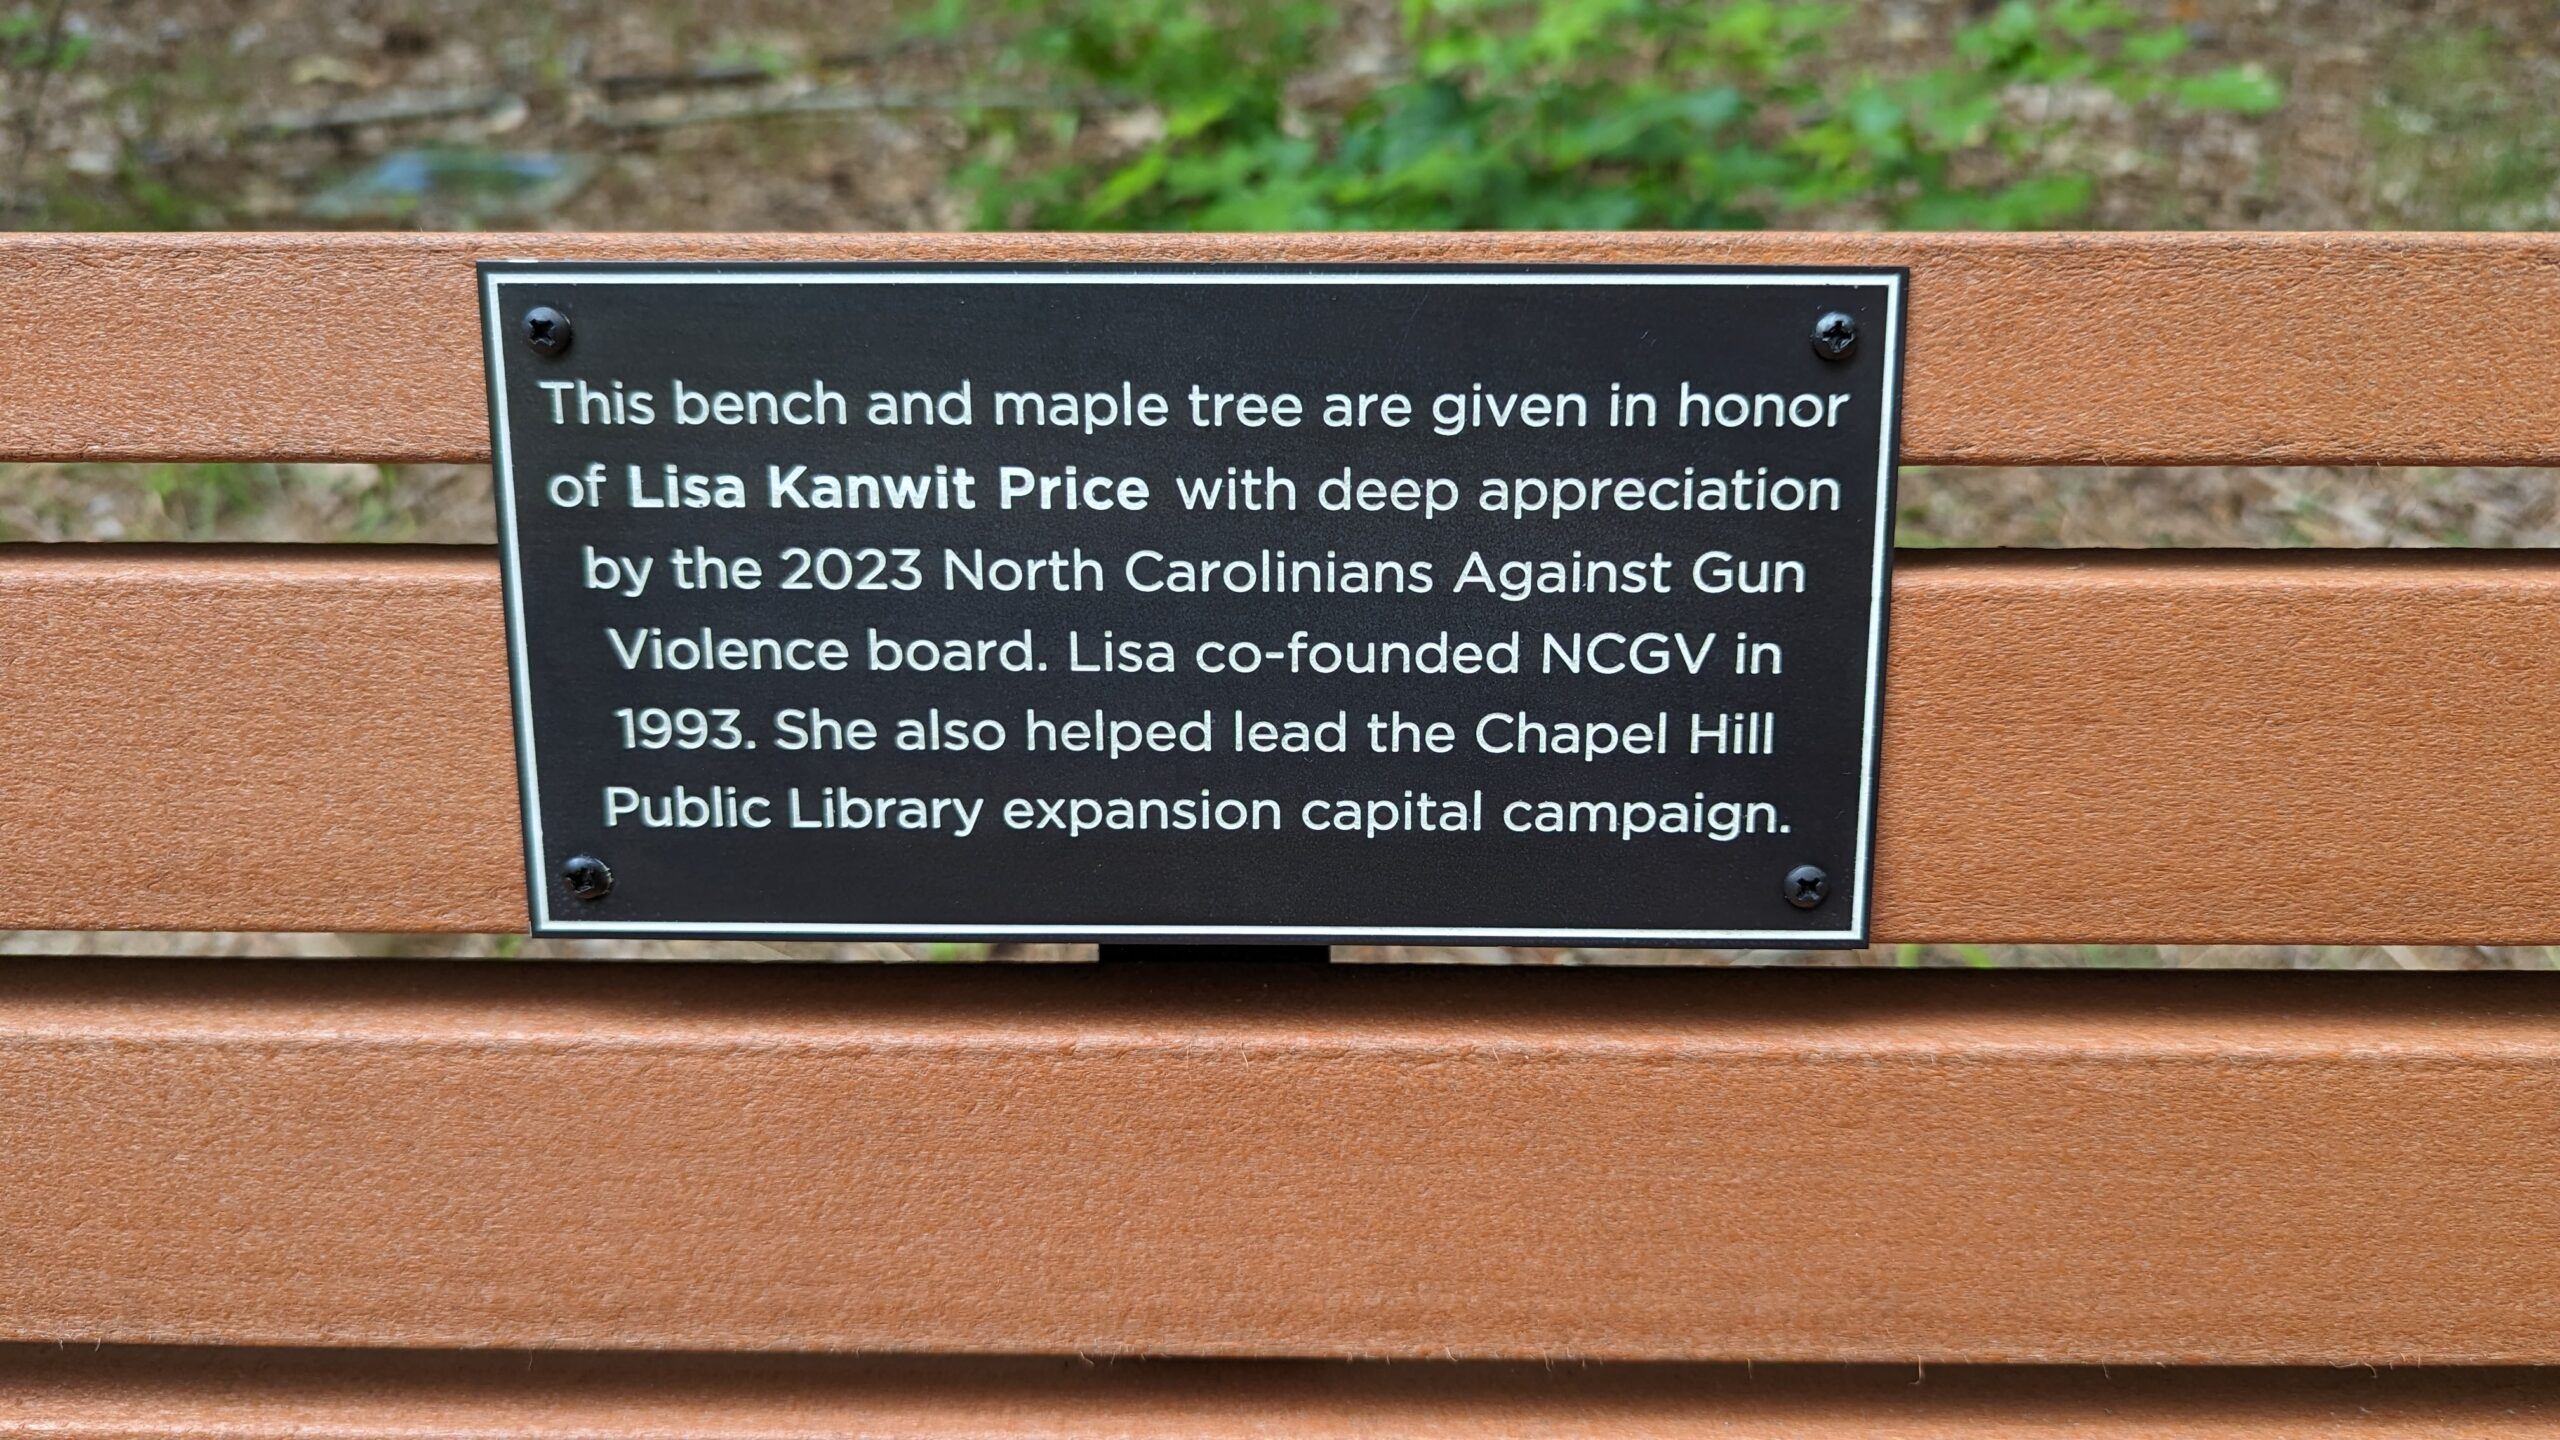 This bench and maple tree are given in honor
of Lisa Kanwit Price with deep appreciation
by the 2023 North Carolinians Against Gun
Violence board. Lisa co-founded NCGV in
1993. She also helped lead the Chapel Hill
Public Library expansion capital campaign.